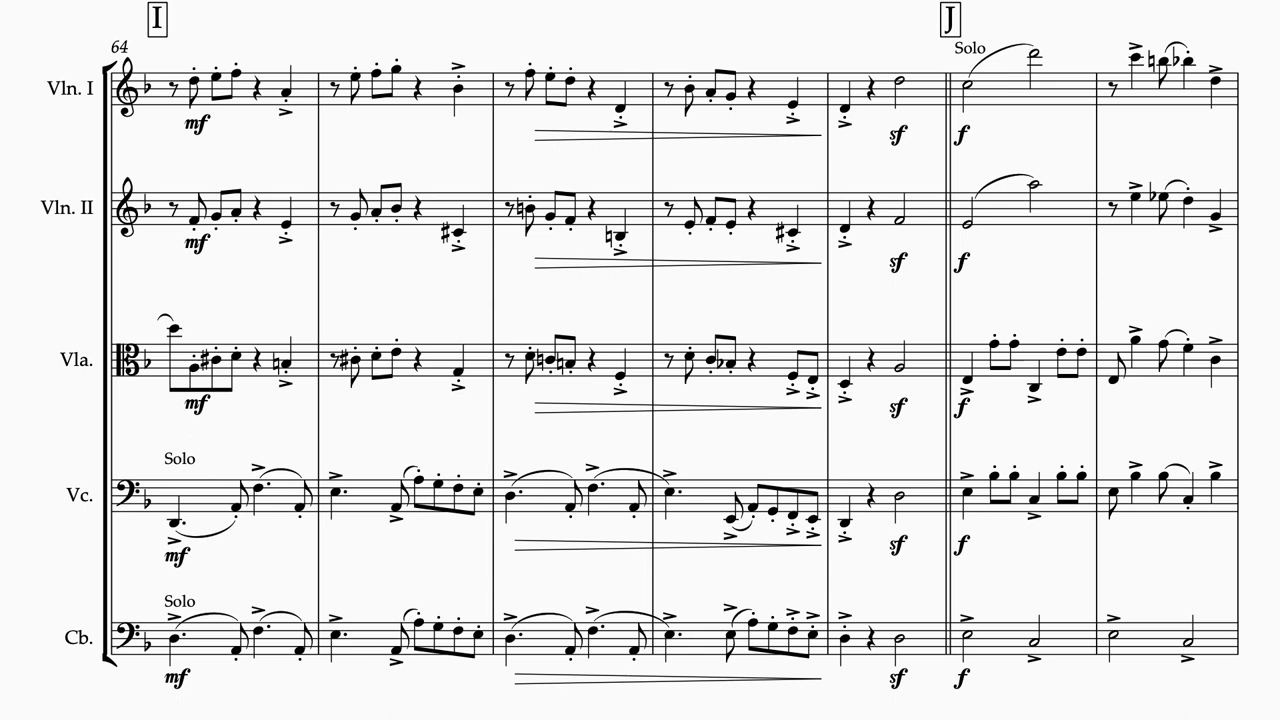 I J
64 Solo
Vln. I
mf sf f
Vln. II
mf sf f
Vla.
mf sf f
Solo
Vc.
mf sf f
Solo
Cb.
mf sf f